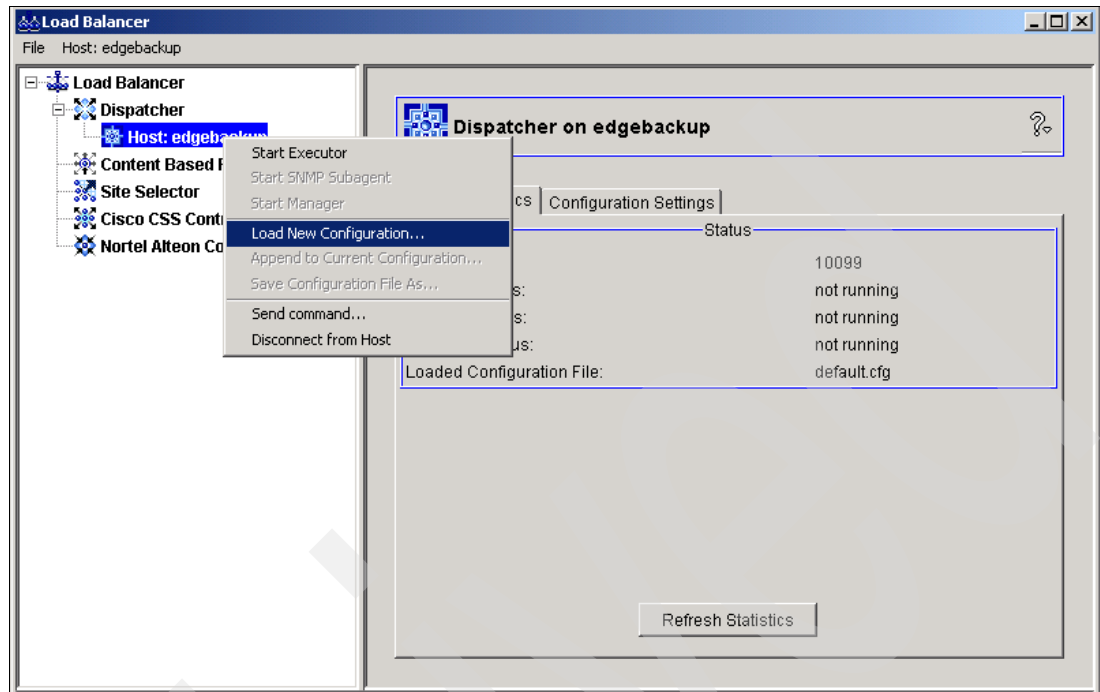 Load Balancer
File Host: edgebackup
Load Balancer
Dispatcher
Host: edgebackup
Content Based
Site Selector
Cisco CSS
Nortel Alteon
Start Executor
Start SNMP Subagent
Start Manager
Load New Configuration...
Append to Current Configuration...
Save Configuration File As...
Send command...
Disconnect from Host
Dispatcher on edgebackup
?
Configuration Settings
Status
10099
not running
not running
not running
Loaded Configuration File: default.cfg
Refresh Statistics